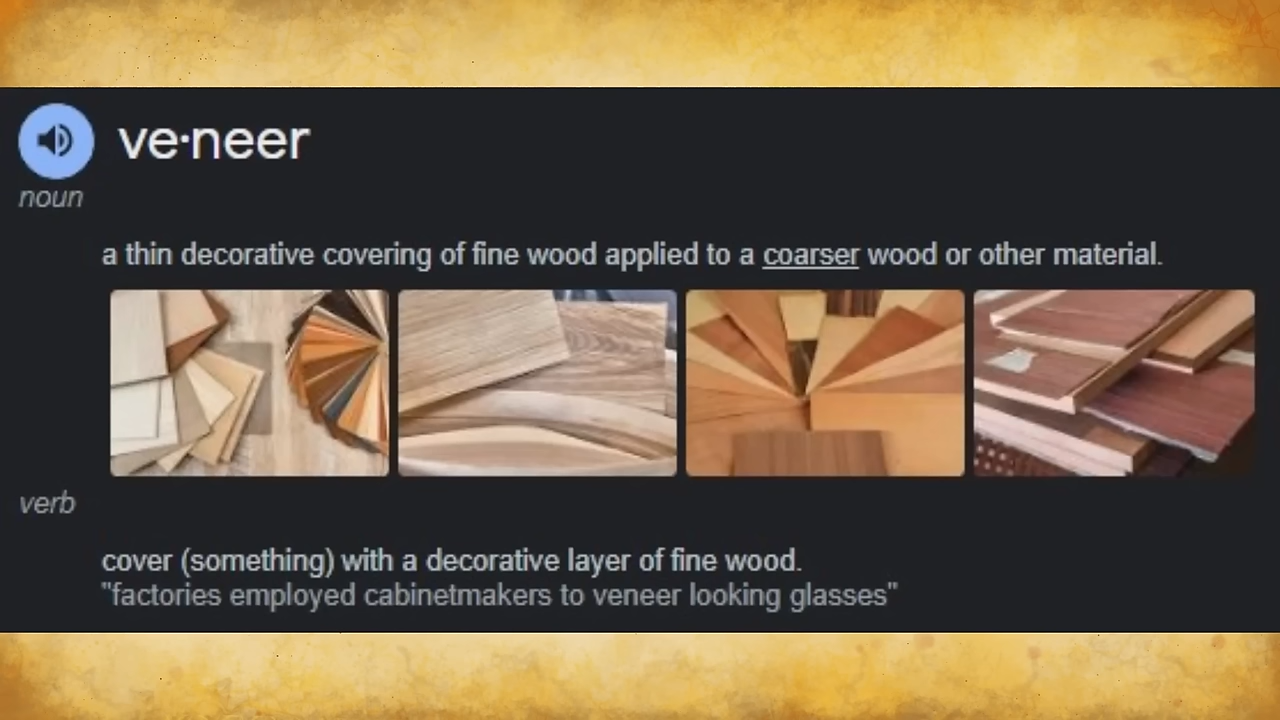 ve·neer
noun
a thin decorative covering of fine wood applied to a coarser wood or other material.
verb
cover (something) with a decorative layer of fine wood.
"factories employed cabinetmakers to veneer looking glasses"